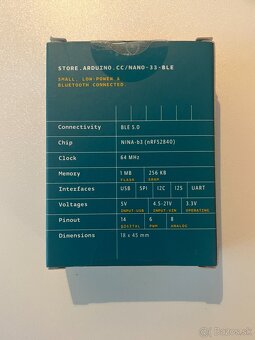 STORE.ARDUINO.CC/NANO-33-BLE
SMALL, LOW-POWER &
BLUETOOTH CONNECTED.
Connectivity BLE 5.0
Chip NINA-b3 (nRF52840)
Clock 64 MHz
Memory 1 MB 256 KB
FLASH SRAM
Interfaces USB SPI I2C I2S UART
Voltages 5V 4.5-21V 3.3V
INPUT USB INPUT VIN OPERATING
Pinout 14 6 8
DIGITAL PWM ANALOG
Dimensions 18 x 45 mm
bazos.sk